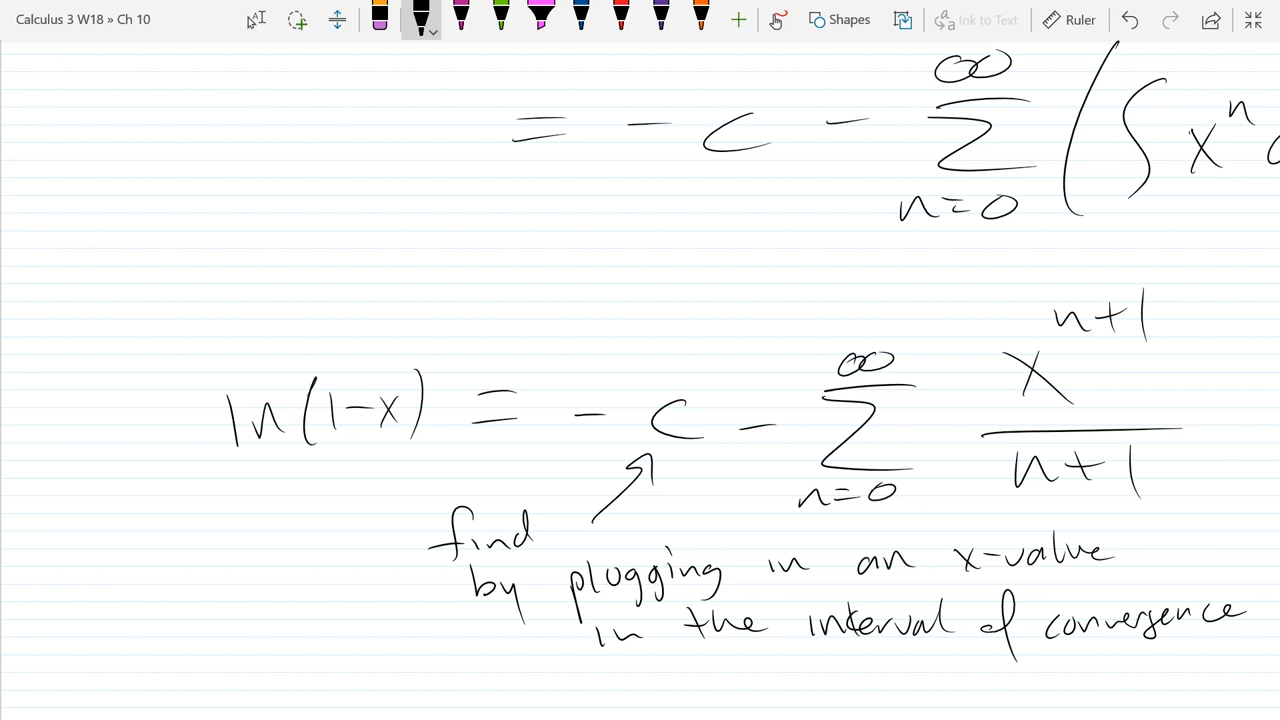 Calculus 3 W18 » Ch 10
Shapes
Ink to Text
Ruler
= - C - ∞ Σ n=0 ( ∫ x^n
ln(1-x) = - C - ∞ Σ n=0 x^(n+1) / n+1
find
by plugging in an x-value
in the interval of convergence